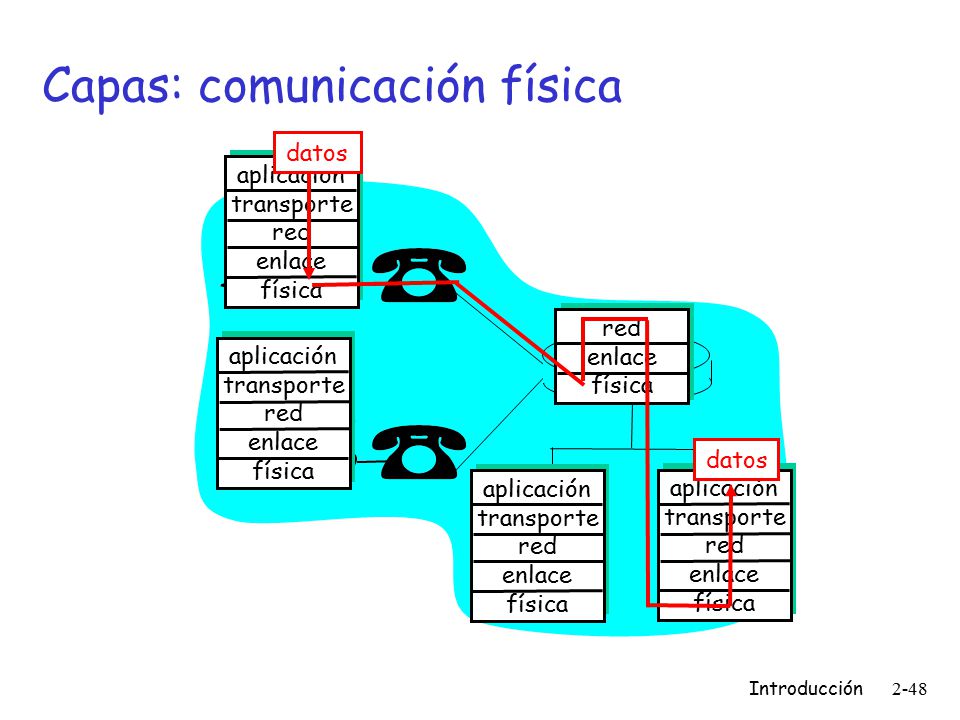 Capas: comunicación física
datos
aplicación
transporte
red
enlace
física
red
enlace
física
aplicación
transporte
red
enlace
física
datos
aplicación
transporte
red
enlace
física
aplicación
transporte
red
enlace
física
Introducción 2-48